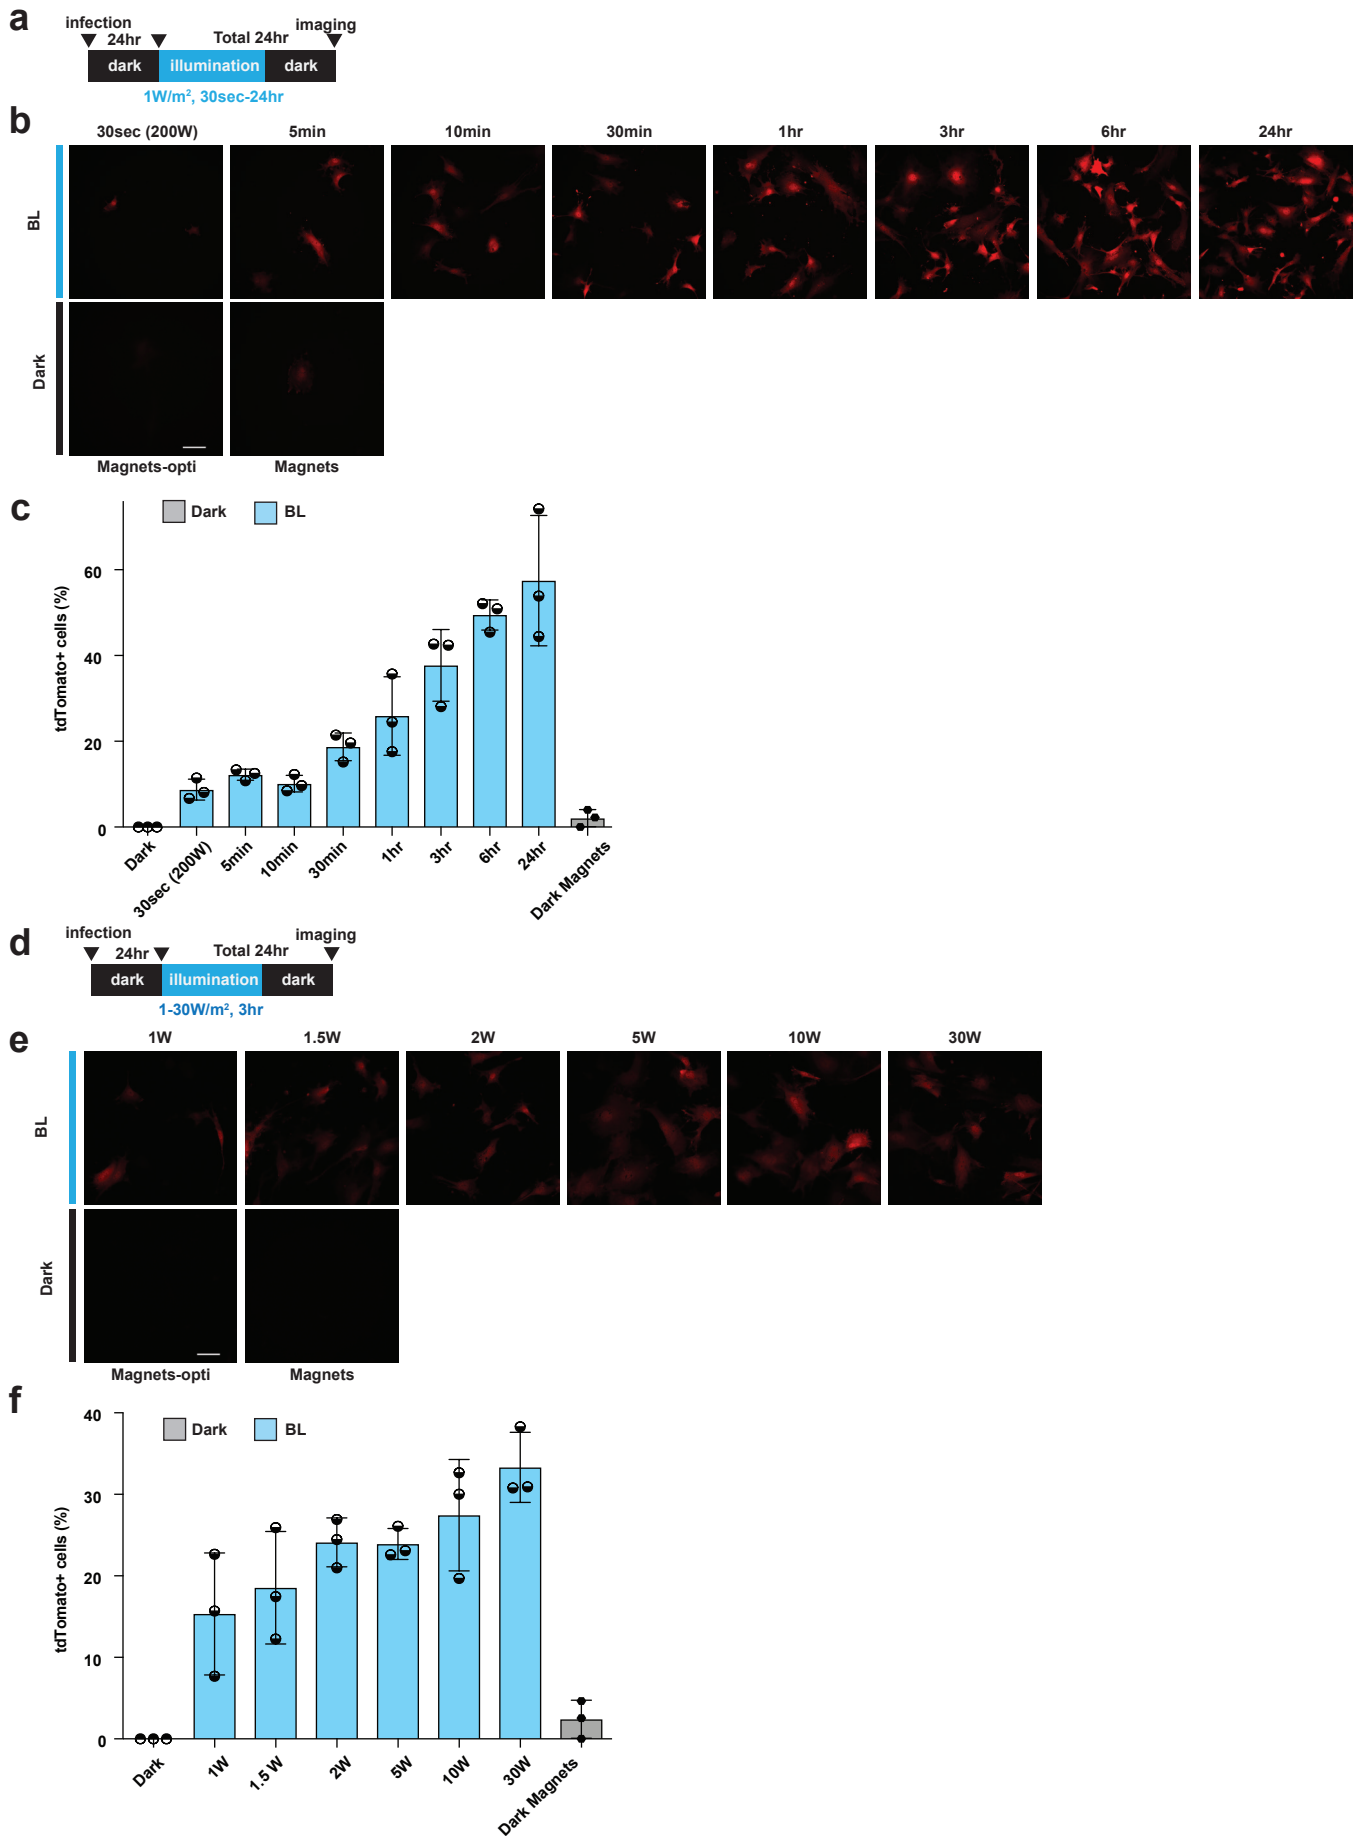 a
infection
24hr
Total 24hr
imaging
dark
illumination
dark
1W/m², 30sec-24hr
b
30sec (200W) 5min 10min 30min 1hr 3hr 6hr 24hr
BL
Dark
Magnets-opti Magnets
c
Dark BL
tdTomato+ cells (%)
60
40
20
0
Dark 30sec (200W) 5min 10min 30min 1hr 3hr 6hr 24hr Dark Magnets
d
infection
24hr
Total 24hr
imaging
dark
illumination
dark
1-30W/m², 3hr
e
1W 1.5W 2W 5W 10W 30W
BL
Dark
Magnets-opti Magnets
f
Dark BL
tdTomato+ cells (%)
40
30
20
10
0
Dark 1W 1.5 W 2W 5W 10W 30W Dark Magnets